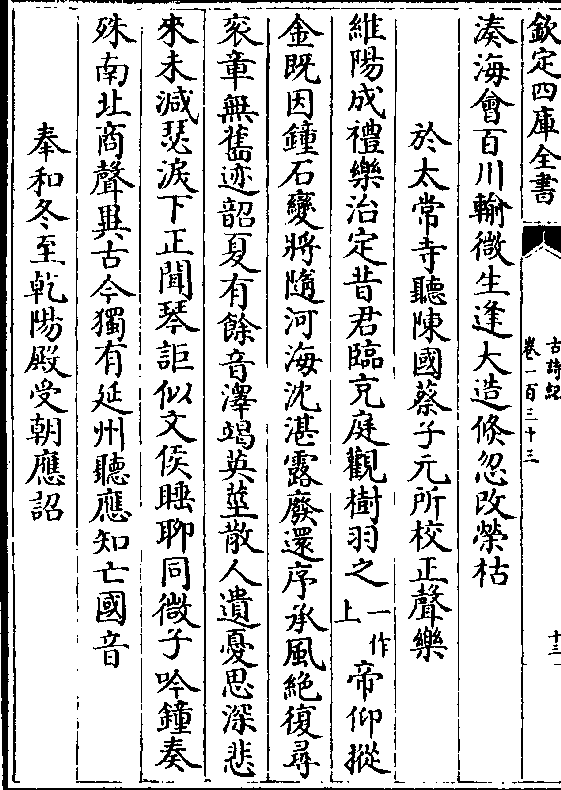 欽定四庫全書
古詩紀
卷一百三十三
十三
湊海㑹百川輸微生逢大造倐忽改榮枯
於太常寺聽陳國蔡子元所校正聲樂
維陽成禮樂治定昔君臨充庭觀樹羽之一作上帝仰摐
金既因鐘石變將隨河海沈湛露廢還序承風絶復尋
衮章無舊迹韶夏有餘音澤竭英莖散人遺憂思深悲
來未減瑟淚下正聞琴詎似文侯睡聊同微子吟鐘奏
殊南北商聲異古今獨有延州聽應知亡國音
奉和冬至乾陽殿受朝應詔